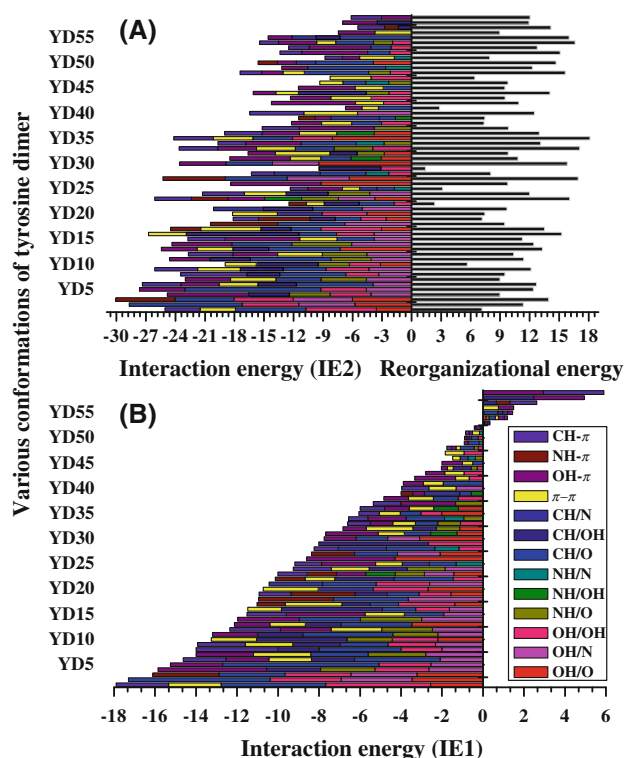 Various conformations of tyrosine dimer
(A)
YD55
YD50
YD45
YD40
YD35
YD30
YD25
YD20
YD15
YD10
YD5
-30 -27 -24 -21 -18 -15 -12 -9 -6 -3 0 3 6 9 12 15 18
Interaction energy (IE2) Reorganizational energy
(B)
YD55
YD50
YD45
YD40
YD35
YD30
YD25
YD20
YD15
YD10
YD5
CH-π
NH-π
OH-π
π-π
CH/N
CH/OH
CH/O
NH/N
NH/OH
NH/O
OH/OH
OH/N
OH/O
-18 -16 -14 -12 -10 -8 -6 -4 -2 0 2 4 6
Interaction energy (IE1)